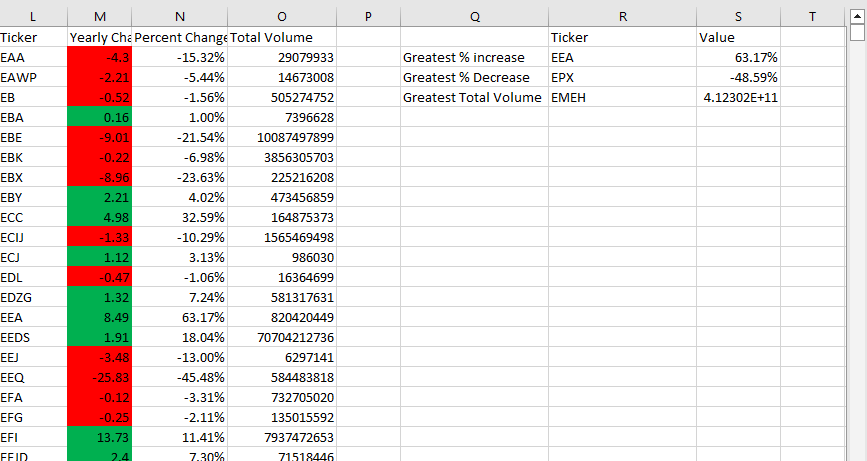 L M N O P Q R S T
Ticker Yearly Cha Percent Change Total Volume Ticker Value
EAA -4.3 -15.32% 29079933 Greatest % increase EEA 63.17%
EAWP -2.21 -5.44% 14673008 Greatest % Decrease EPX -48.59%
EB -0.52 -1.56% 505274752 Greatest Total Volume EMEH 4.12302E+11
EBA 0.16 1.00% 7396628
EBE -9.01 -21.54% 10087497899
EBK -0.22 -6.98% 3856305703
EBX -8.96 -23.63% 225216208
EBY 2.21 4.02% 473456859
ECC 4.98 32.59% 164875373
ECIJ -1.33 -10.29% 1565469498
ECJ 1.12 3.13% 986030
EDL -0.47 -1.06% 16364699
EDZG 1.32 7.24% 581317631
EEA 8.49 63.17% 820420449
EEDS 1.91 18.04% 70704212736
EEJ -3.48 -13.00% 6297141
EEQ -25.83 -45.48% 584483818
EFA -0.12 -3.31% 732705020
EFG -0.25 -2.11% 135015592
EFI 13.73 11.41% 7937472653
2.4 7.30% 71518446